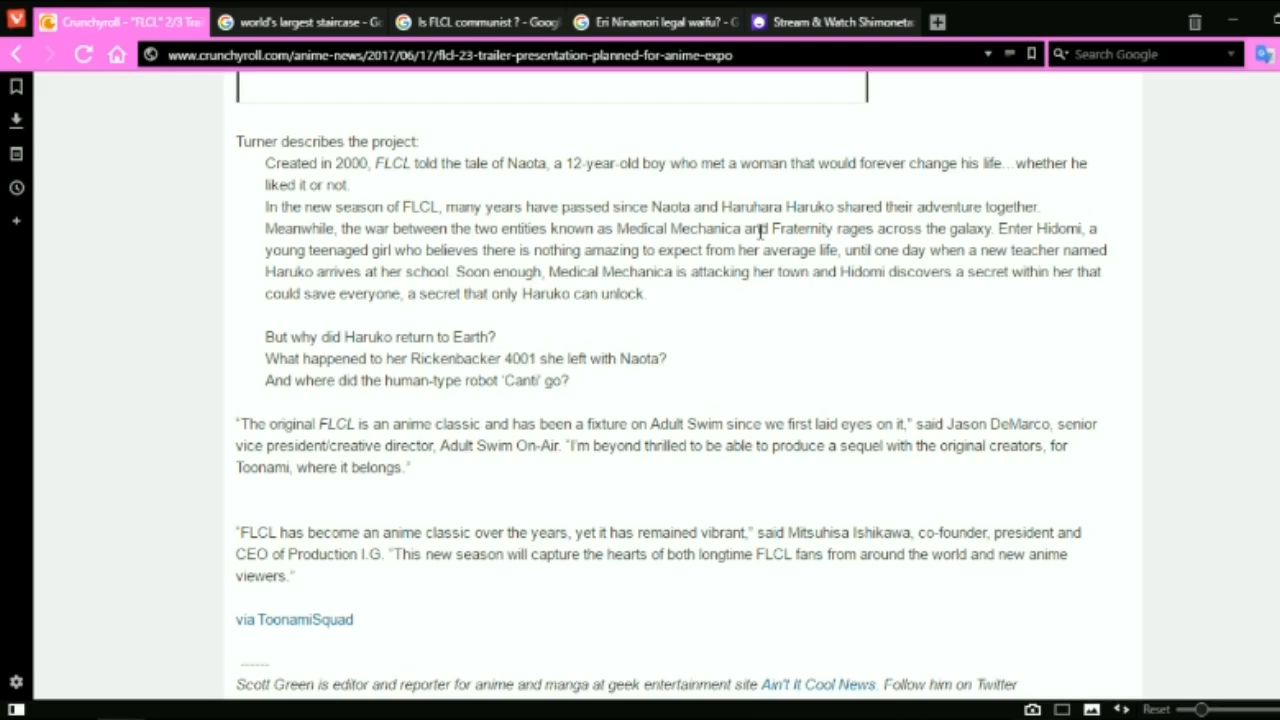 Crunchyroll - "FLCL" 2/3 Trai
world's largest staircase - Go
Is FLCL communist ? - Goog
Eri Ninamori legal waifu? - G
Stream & Watch Shimoneta
www.crunchyroll.com/anime-news/2017/06/17/flcl-23-trailer-presentation-planned-for-anime-expo
Search Google
Turner describes the project:
Created in 2000, FLCL told the tale of Naota, a 12-year-old boy who met a woman that would forever change his life…whether he
liked it or not.
In the new season of FLCL, many years have passed since Naota and Haruhara Haruko shared their adventure together.
Meanwhile, the war between the two entities known as Medical Mechanica and Fraternity rages across the galaxy. Enter Hidomi, a
young teenaged girl who believes there is nothing amazing to expect from her average life, until one day when a new teacher named
Haruko arrives at her school. Soon enough, Medical Mechanica is attacking her town and Hidomi discovers a secret within her that
could save everyone, a secret that only Haruko can unlock.
But why did Haruko return to Earth?
What happened to her Rickenbacker 4001 she left with Naota?
And where did the human-type robot 'Canti' go?
"The original FLCL is an anime classic and has been a fixture on Adult Swim since we first laid eyes on it," said Jason DeMarco, senior
vice president/creative director, Adult Swim On-Air. "I'm beyond thrilled to be able to produce a sequel with the original creators, for
Toonami, where it belongs."
"FLCL has become an anime classic over the years, yet it has remained vibrant," said Mitsuhisa Ishikawa, co-founder, president and
CEO of Production I.G. "This new season will capture the hearts of both longtime FLCL fans from around the world and new anime
viewers."
via ToonamiSquad
------
Scott Green is editor and reporter for anime and manga at geek entertainment site Ain't It Cool News. Follow him on Twitter
Reset